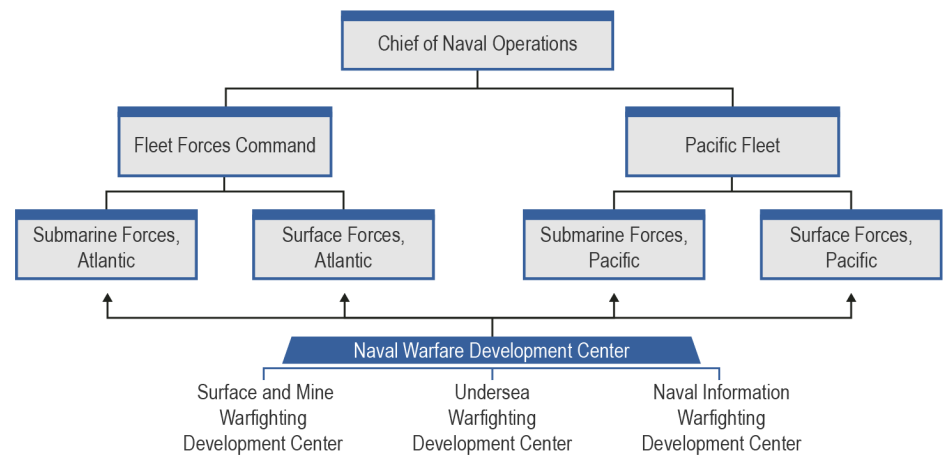 Chief of Naval Operations
Fleet Forces Command
Pacific Fleet
Submarine Forces,
Atlantic
Surface Forces,
Atlantic
Submarine Forces,
Pacific
Surface Forces,
Pacific
Naval Warfare Development Center
Surface and Mine
Warfighting
Development Center
Undersea
Warfighting
Development Center
Naval Information
Warfighting
Development Center